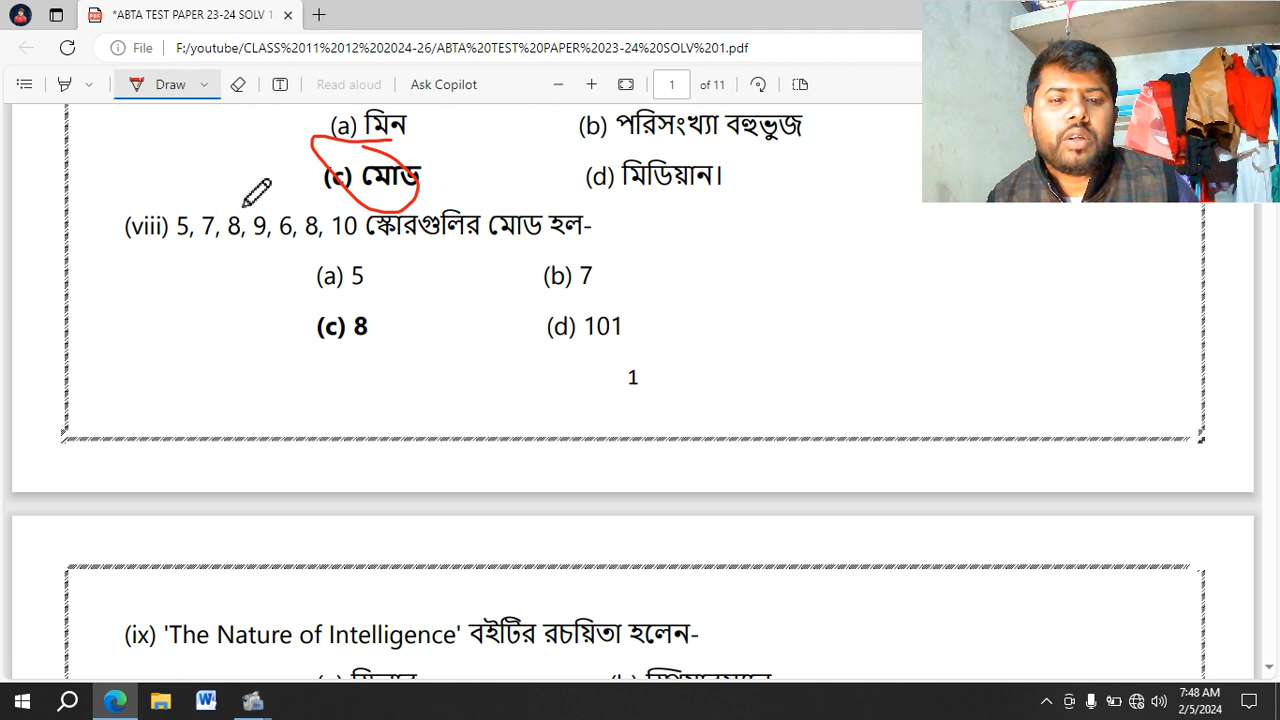 *ABTA TEST PAPER 23-24 SOLV 1.
File F:/youtube/CLASS%2011%2012%202024-26/ABTA%20TEST%20PAPER%2023-24%20SOLV%201.pdf
Draw Read aloud Ask Copilot 1 of 11
(a) মিন (b) পরিসংখ্যা বহুভুজ
(c) মোড (d) মিডিয়ান।
(viii) 5, 7, 8, 9, 6, 8, 10 স্কোরগুলির মোড হল-
(a) 5 (b) 7
(c) 8 (d) 101
1
(ix) 'The Nature of Intelligence' বইটির রচয়িতা হলেন-
7:48 AM
2/5/2024